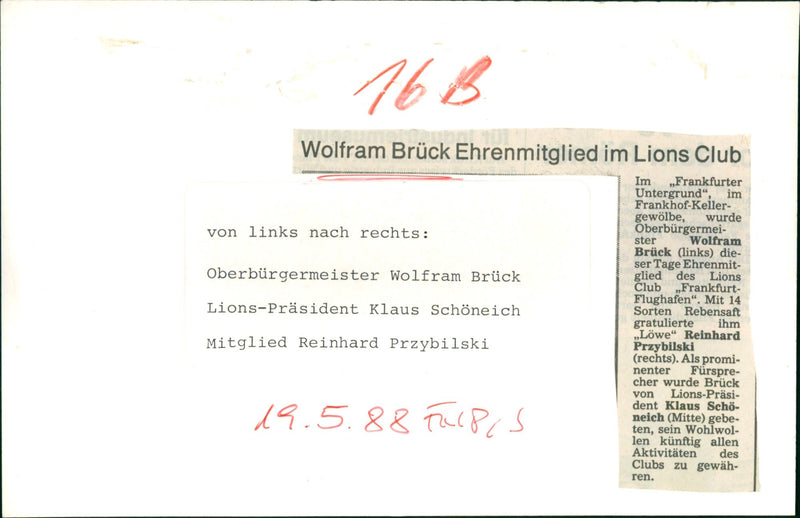 16 B
Wolfram Brück Ehrenmitglied im Lions Club
von links nach rechts:
Oberbürgermeister Wolfram Brück
Lions-Präsident Klaus Schöneich
Mitglied Reinhard Przybilski
19.5.88
Im „Frankfurter
Untergrund“, im
Frankhof-Keller-
gewölbe, wurde
Oberbürgermei-
ster Wolfram
Brück (links) die-
ser Tage Ehrenmit-
glied des Lions
Club „Frankfurt-
Flughafen“. Mit 14
Sorten Rebensaft
gratulierte ihm
„Löwe“ Reinhard
Przybilski
(rechts). Als promi-
nenter Fürspre-
cher wurde Brück
von Lions-Präsi-
dent Klaus Schö-
neich (Mitte) gebe-
ten, sein Wohlwol-
len künftig allen
Aktivitäten des
Clubs zu gewäh-
ren.